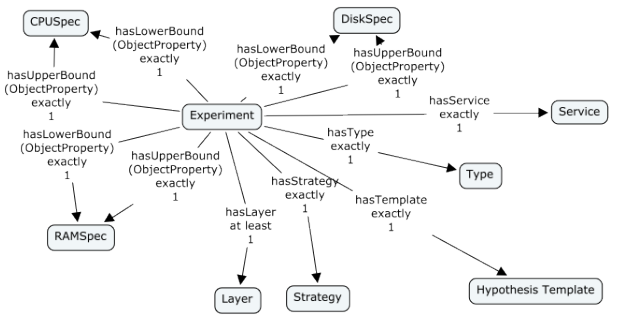 CPUSpec
DiskSpec
hasLowerBound
(ObjectProperty)
exactly
1
hasLowerBound
(ObjectProperty)
exactly
1
hasUpperBound
(ObjectProperty)
exactly
1
hasUpperBound
(ObjectProperty)
exactly
1
hasService
exactly
1
Service
Experiment
hasLowerBound
(ObjectProperty)
exactly
1
hasUpperBound
(ObjectProperty)
exactly
1
hasType
exactly
1
Type
hasStrategy
exactly
1
hasTemplate
exactly
1
hasLayer
at least
1
RAMSpec
Layer
Strategy
Hypothesis Template